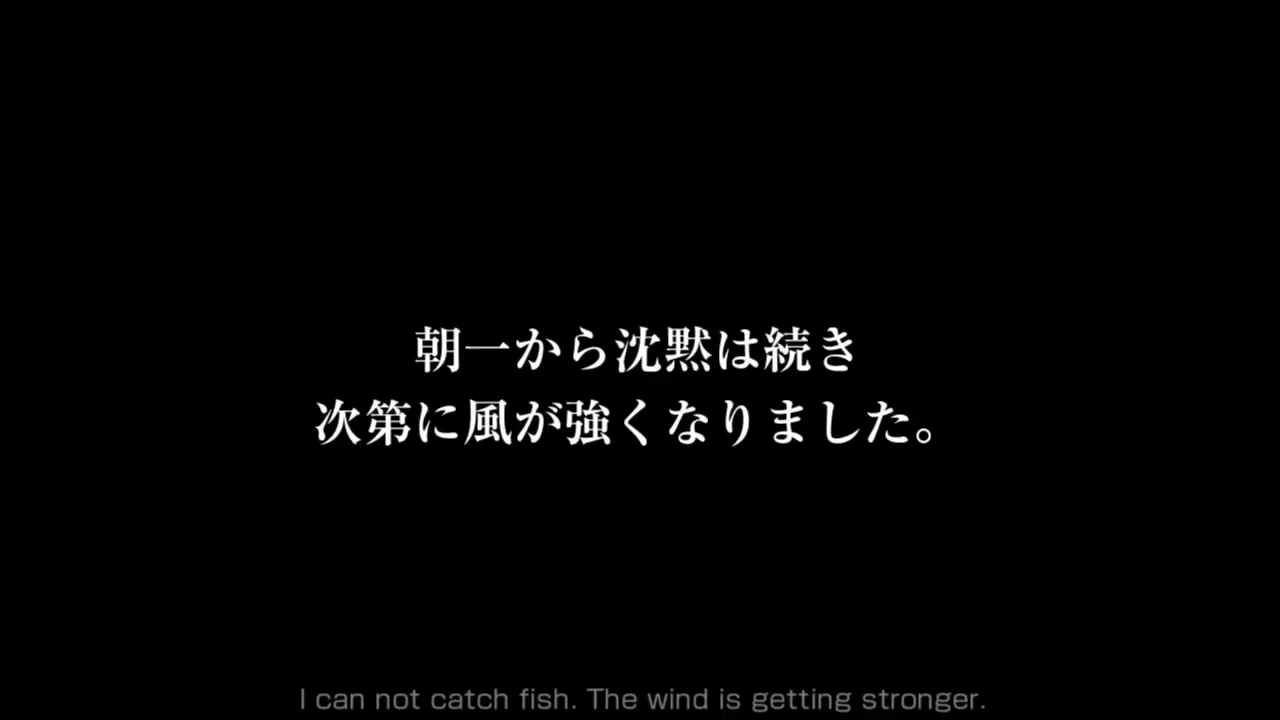 朝一から沈黙は続き
次第に風が強くなりました。
I can not catch fish. The wind is getting stronger.